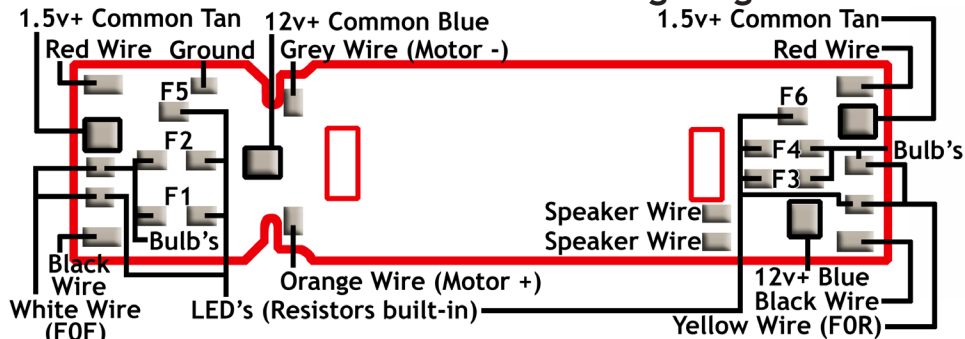 1.5v+ Common Tan
12v+ Common Blue
1.5v+ Common Tan
Red Wire
Ground
Grey Wire (Motor -)
Red Wire
F5
F6
F2
F4
Bulb's
F3
F1
Speaker Wire
Bulb's
Speaker Wire
Black
Wire
Orange Wire (Motor +)
12v+ Blue
White Wire
(F0F)
LED's (Resistors built-in)
Black Wire
Yellow Wire (F0R)